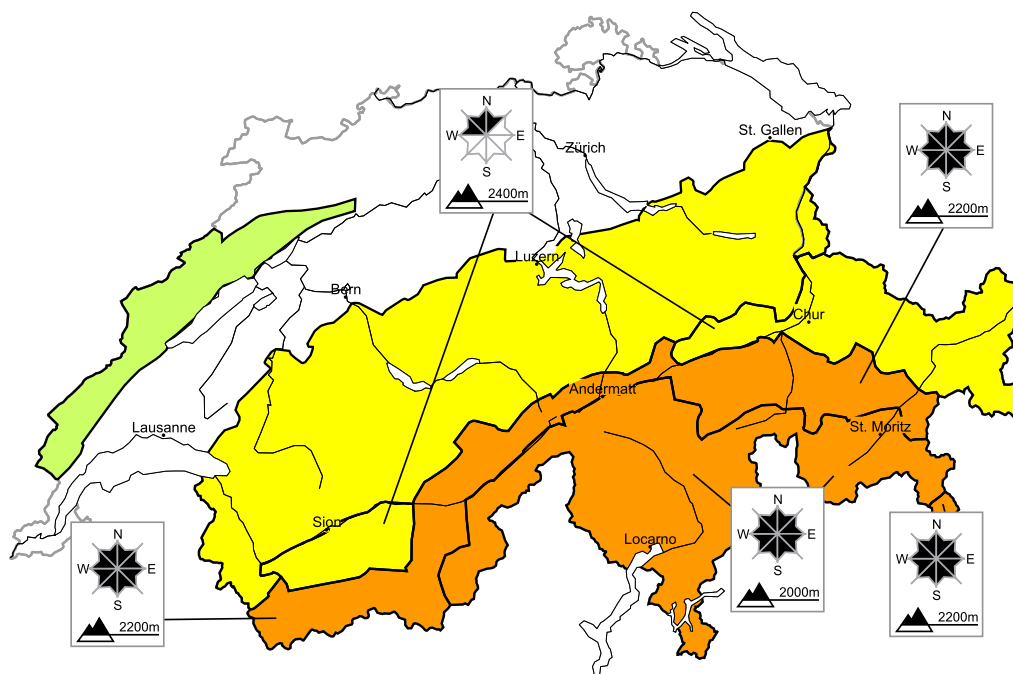 N
W E
S
2400m
N
W E
S
2200m
St. Gallen
Zürich
Luzern
Bern
Chur
Andermatt
Lausanne
St. Moritz
Sion
Locarno
N
W E
S
2200m
N
W E
S
2000m
N
W E
S
2200m